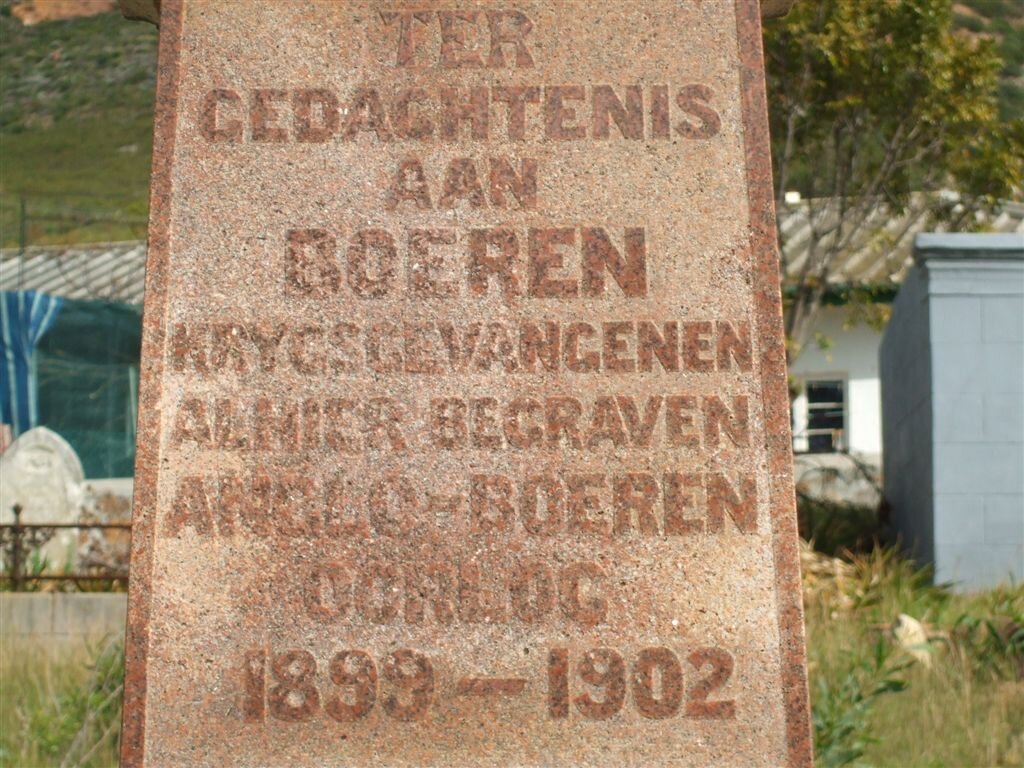 TER
GEDACHTENIS
AAN
BOEREN
KRYGSGEVANGENEN
ALHIER BEGRAVEN
ANGLO-BOEREN
OORLOG
1899 – 1902